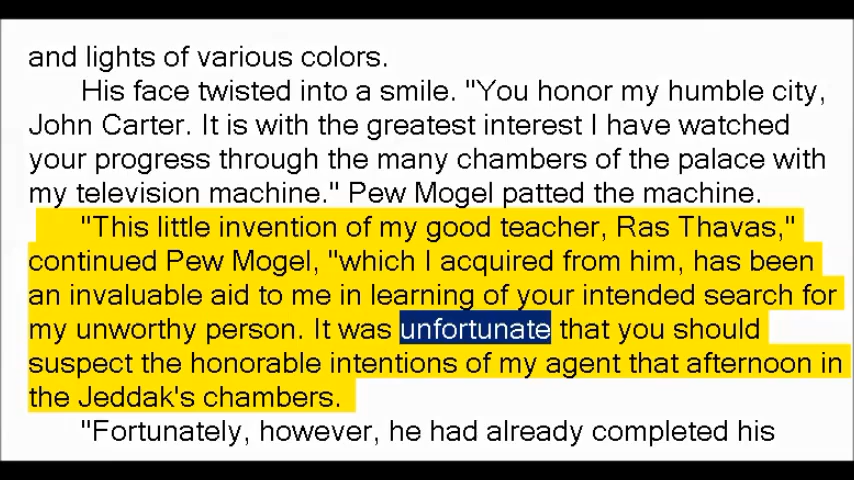 and lights of various colors.
His face twisted into a smile. "You honor my humble city,
John Carter. It is with the greatest interest I have watched
your progress through the many chambers of the palace with
my television machine." Pew Mogel patted the machine.
"This little invention of my good teacher, Ras Thavas,"
continued Pew Mogel, "which I acquired from him, has been
an invaluable aid to me in learning of your intended search for
my unworthy person. It was unfortunate that you should
suspect the honorable intentions of my agent that afternoon in
the Jeddak's chambers.
"Fortunately, however, he had already completed his